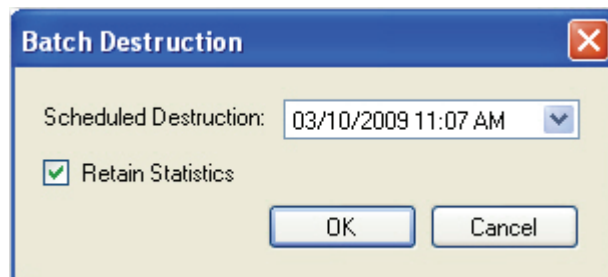 Batch Destruction
Scheduled Destruction: 03/10/2009 11:07 AM
Retain Statistics
OK Cancel